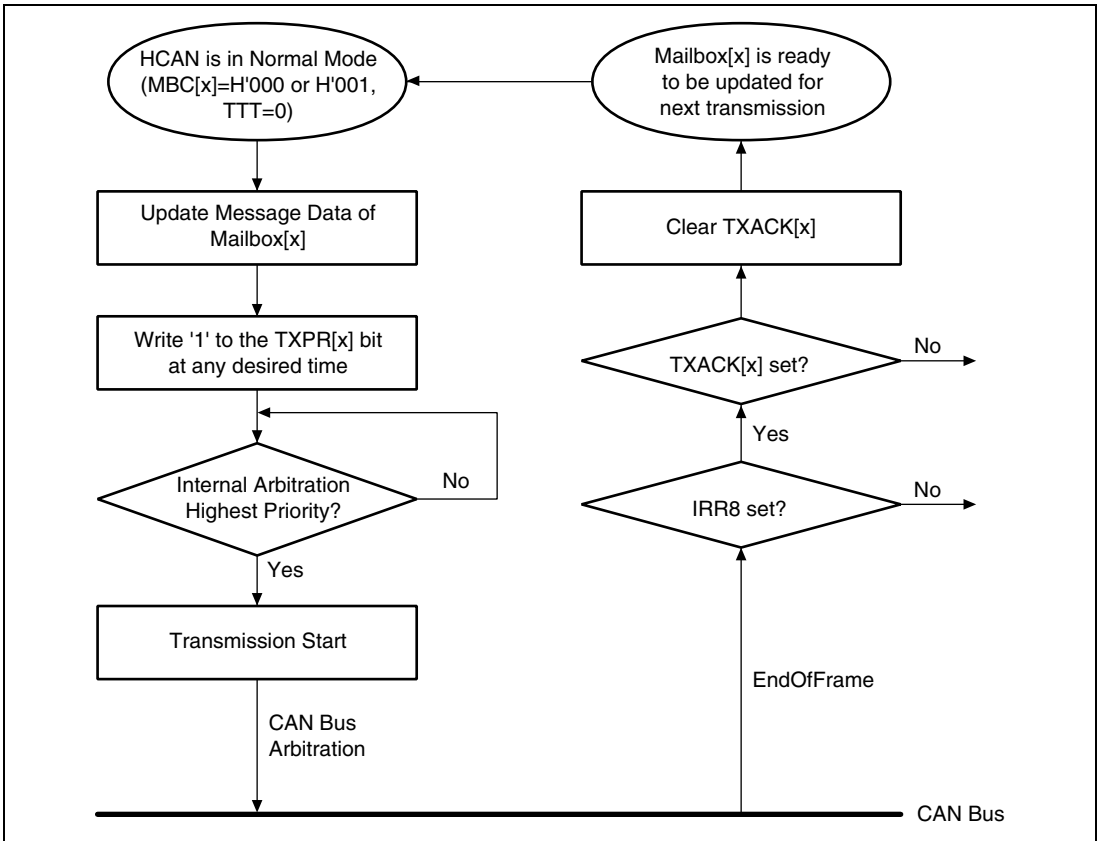 HCAN is in Normal Mode
(MBC[x]=H'000 or H'001,
TTT=0)
Update Message Data of
Mailbox[x]
Write '1' to the TXPR[x] bit
at any desired time
Internal Arbitration
Highest Priority?
No
Yes
Transmission Start
CAN Bus
Arbitration
Mailbox[x] is ready
to be updated for
next transmission
Clear TXACK[x]
TXACK[x] set?
No
Yes
IRR8 set?
No
EndOfFrame
CAN Bus